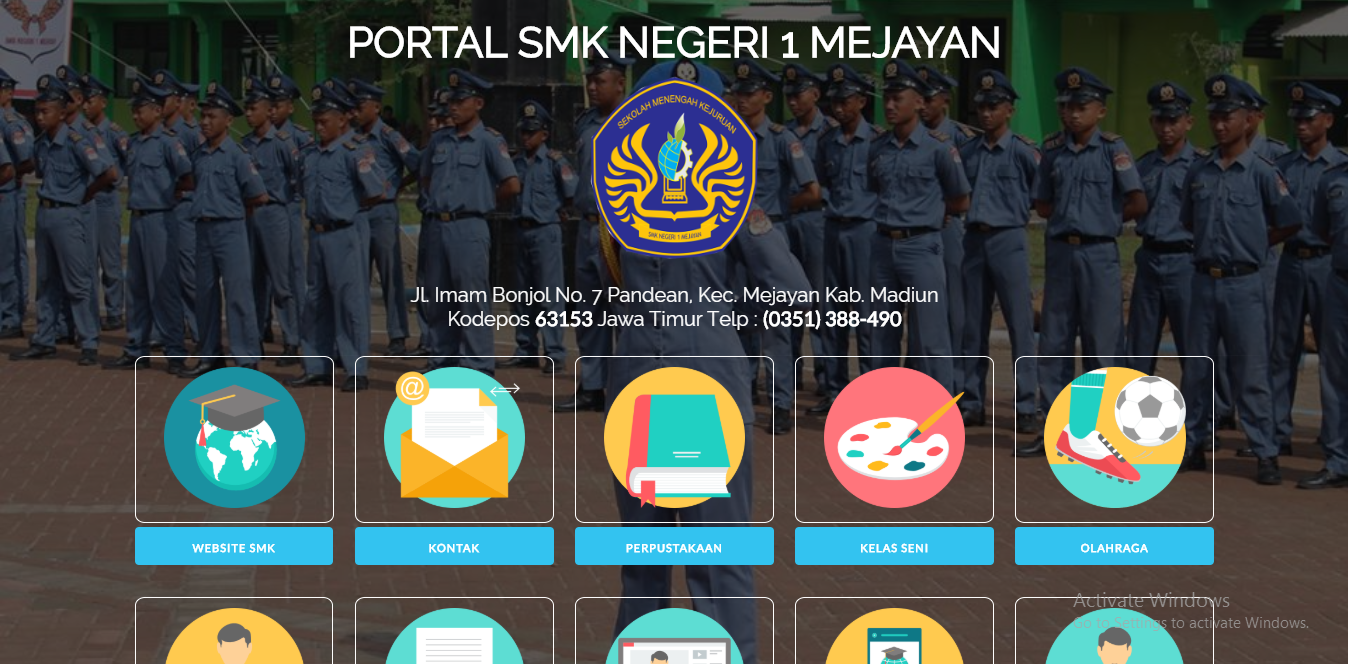 PORTAL SMK NEGERI 1 MEJAYAN
SEKOLAH MENENGAH KEJURUAN
SMK NEGERI 1 MEJAYAN
Jl. Imam Bonjol No. 7 Pandean, Kec. Mejayan Kab. Madiun
Kodepos 63153 Jawa Timur Telp : (0351) 388-490
@
WEBSITE SMK
KONTAK
PERPUSTAKAAN
KELAS SENI
OLAHRAGA
Activate Windows
Go to Settings to activate Windows.